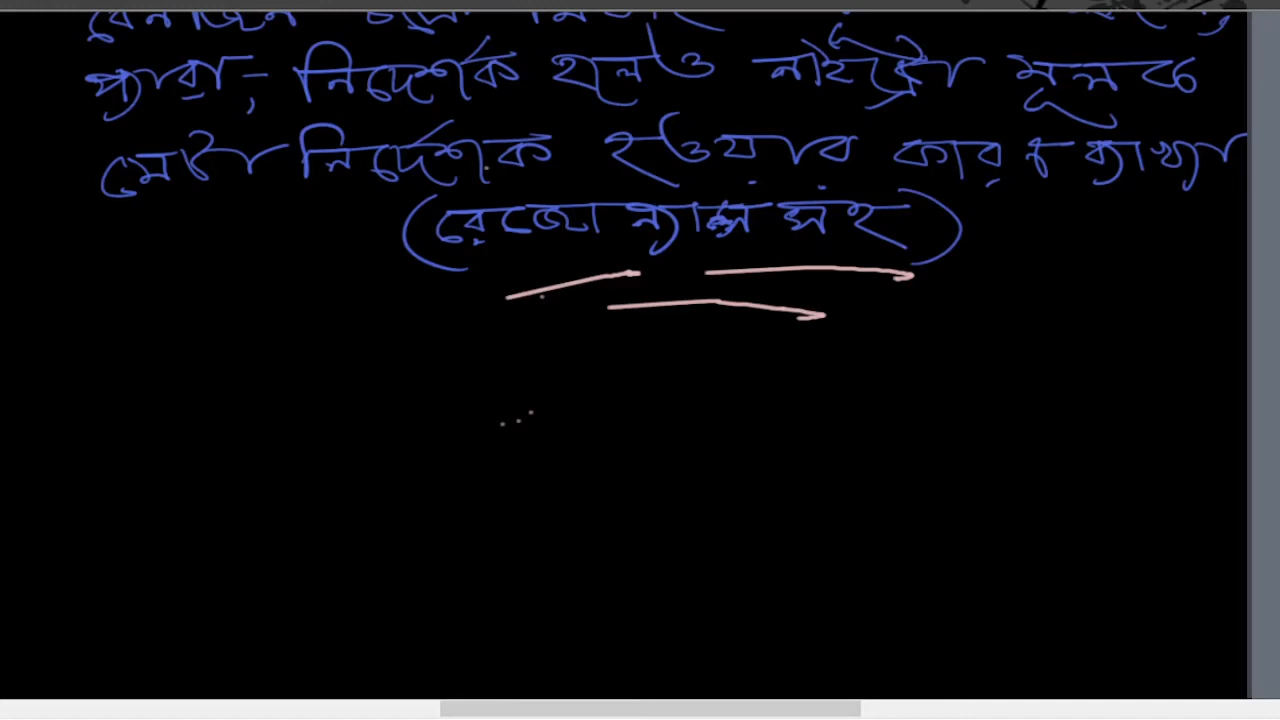 প্যারা-নির্দেশক হলেও নাইট্রো মূলক
মেটা নির্দেশক হওয়ার কারণ ব্যাখ্যা
(রেজোন্যান্স সহ)